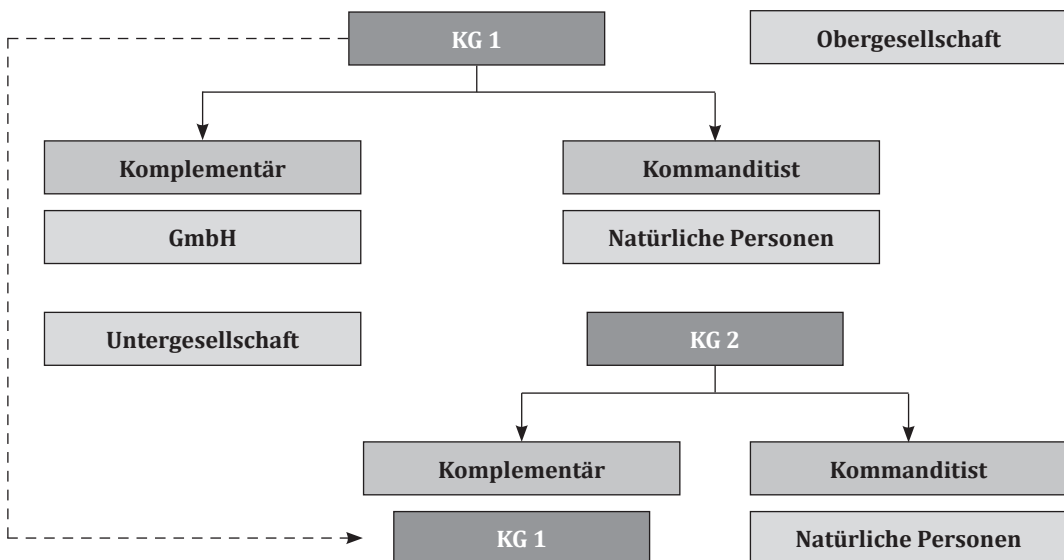 KG 1
Obergesellschaft
Komplementär
Kommanditist
GmbH
Natürliche Personen
Untergesellschaft
KG 2
Komplementär
Kommanditist
KG 1
Natürliche Personen